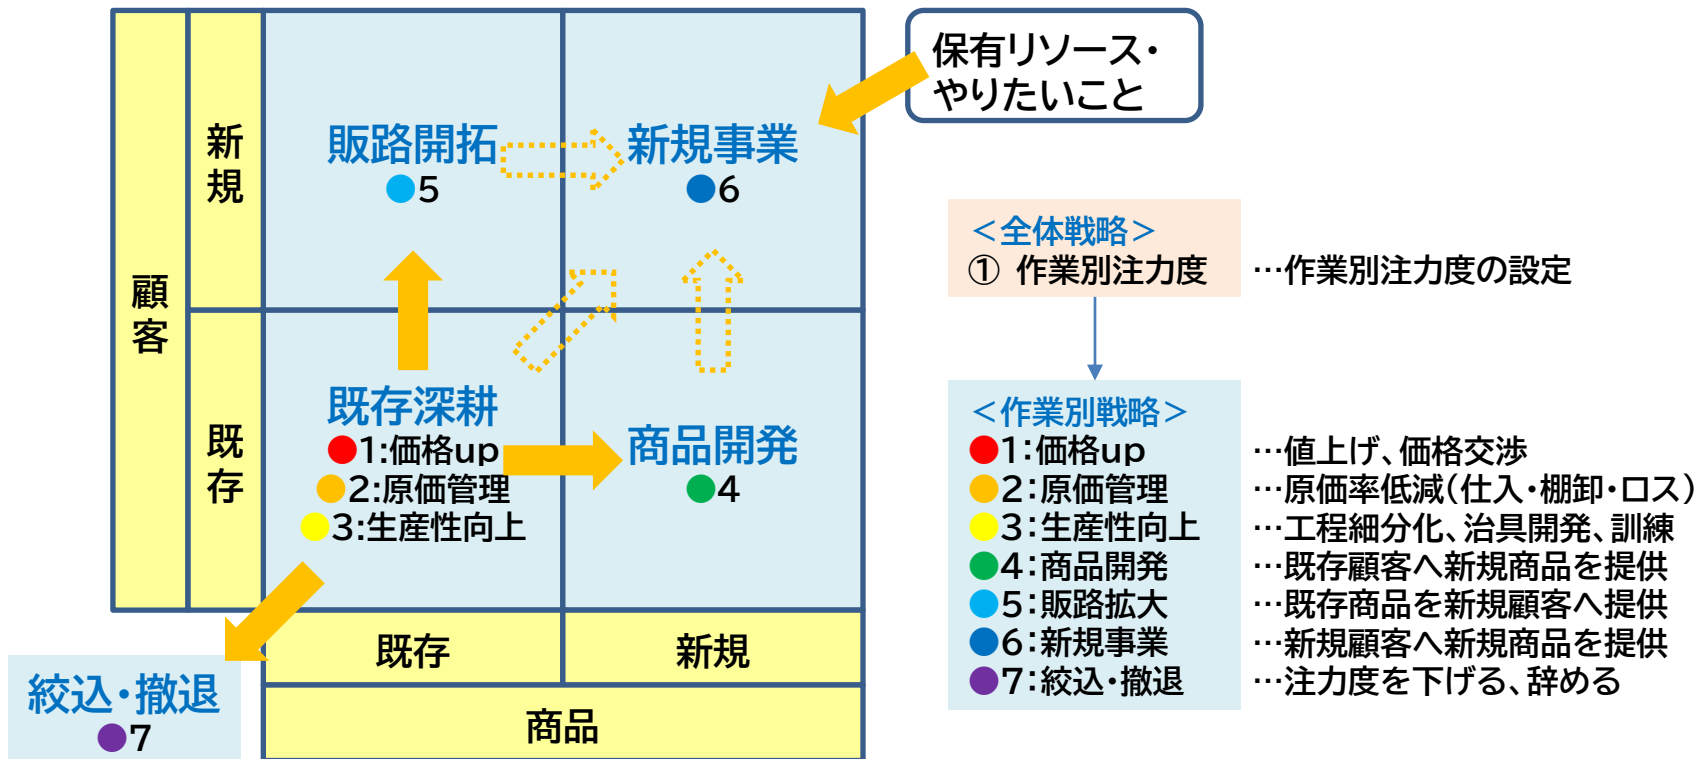 保有リソース・
やりたいこと
顧客
新規
既存
販路開拓
●5
新規事業
●6
既存深耕
●1:価格up
●2:原価管理
●3:生産性向上
商品開発
●4
既存
新規
商品
絞込・撤退
●7
＜全体戦略＞
① 作業別注力度 …作業別注力度の設定
＜作業別戦略＞
●1：価格up …値上げ、価格交渉
●2：原価管理 …原価率低減（仕入・棚卸・ロス）
●3：生産性向上 …工程細分化、治具開発、訓練
●4：商品開発 …既存顧客へ新規商品を提供
●5：販路拡大 …既存商品を新規顧客へ提供
●6：新規事業 …新規顧客へ新規商品を提供
●7：絞込・撤退 …注力度を下げる、辞める